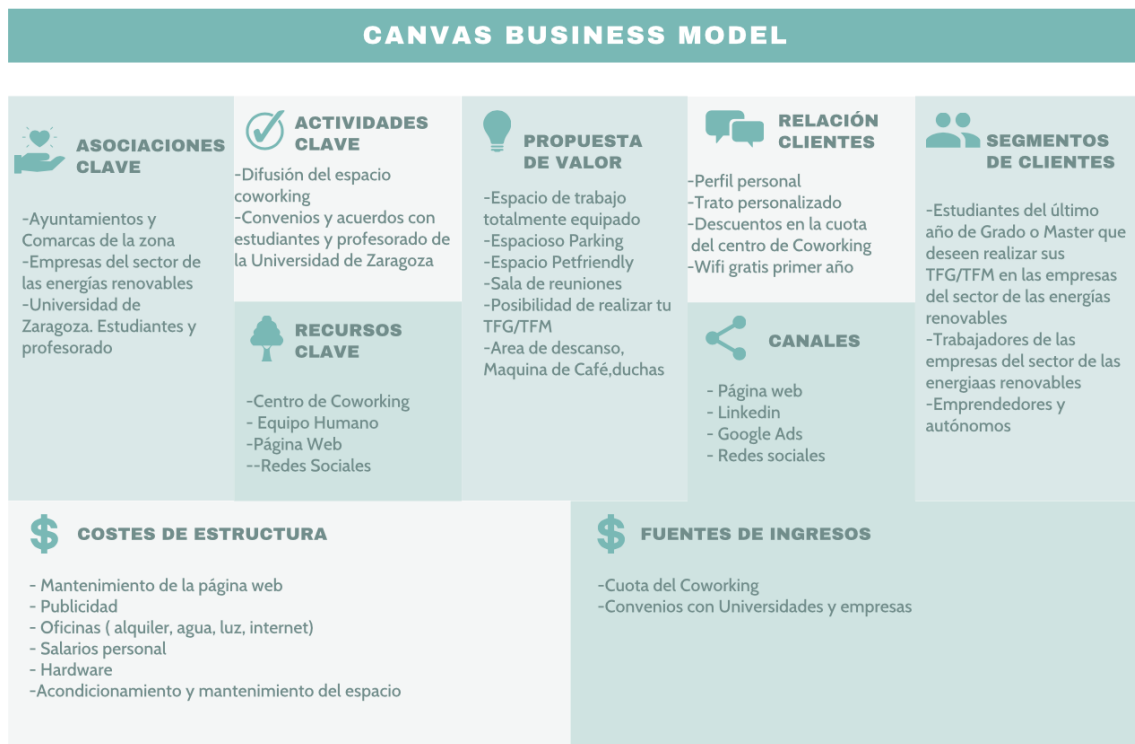 CANVAS BUSINESS MODEL
ASOCIACIONES
CLAVE
-Ayuntamientos y
Comarcas de la zona
-Empresas del sector de
las energías renovables
-Universidad de
Zaragoza. Estudiantes y
profesorado
ACTIVIDADES
CLAVE
-Difusión del espacio
coworking
-Convenios y acuerdos con
estudiantes y profesorado de
la Universidad de Zaragoza
RECURSOS
CLAVE
-Centro de Coworking
- Equipo Humano
-Página Web
--Redes Sociales
PROPUESTA
DE VALOR
-Espacio de trabajo
totalmente equipado
-Espacioso Parking
-Espacio Petfriendly
-Sala de reuniones
-Posibilidad de realizar tu
TFG/TFM
-Area de descanso,
Maquina de Café,duchas
RELACIÓN
CLIENTES
-Perfil personal
-Trato personalizado
-Descuentos en la cuota
del centro de Coworking
-Wifi gratis primer año
CANALES
- Página web
- Linkedin
- Google Ads
- Redes sociales
SEGMENTOS
DE CLIENTES
-Estudiantes del último
año de Grado o Master que
deseen realizar sus
TFG/TFM en las empresas
del sector de las energías
renovables
-Trabajadores de las
empresas del sector de las
energiaas renovables
-Emprendedores y
autónomos
$ COSTES DE ESTRUCTURA
- Mantenimiento de la página web
- Publicidad
- Oficinas ( alquiler, agua, luz, internet)
- Salarios personal
- Hardware
-Acondicionamiento y mantenimiento del espacio
$ FUENTES DE INGRESOS
-Cuota del Coworking
-Convenios con Universidades y empresas